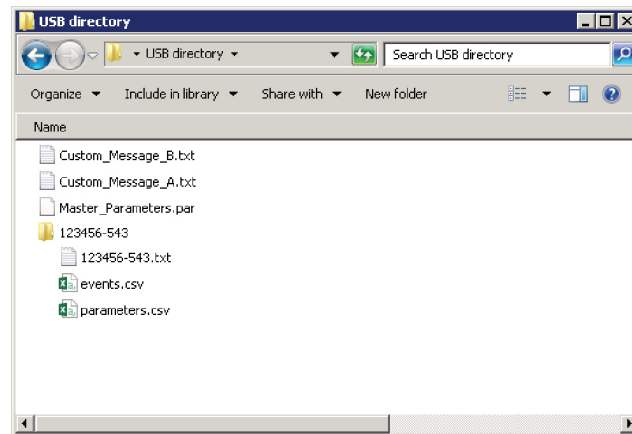 USB directory
USB directory
Search USB directory
Organize Include in library Share with New folder
Name
Custom_Message_B.txt
Custom_Message_A.txt
Master_Parameters.par
123456-543
123456-543.txt
events.csv
parameters.csv